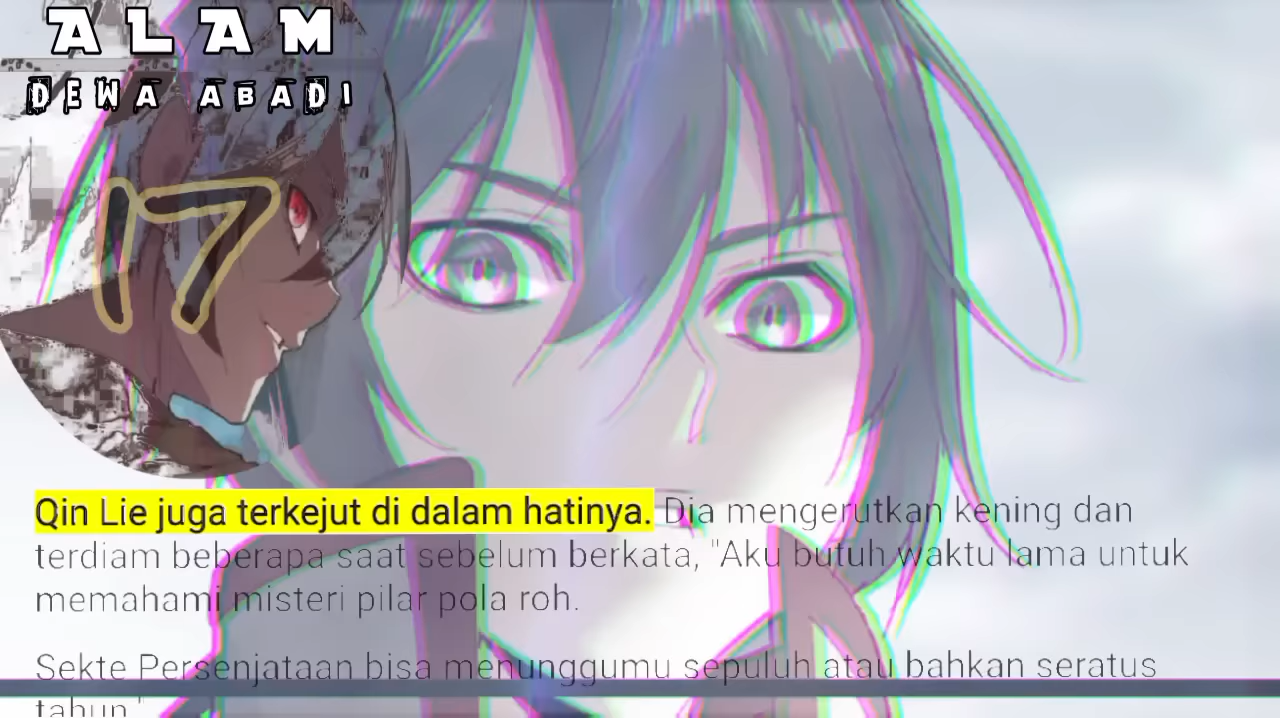 ALAM
DEWA ABADI
17
Qin Lie juga terkejut di dalam hatinya. Dia mengerutkan kening dan
terdiam beberapa saat sebelum berkata, "Aku butuh waktu lama untuk
memahami misteri pilar pola roh.
Sekte Persenjataan bisa menunggumu sepuluh atau bahkan seratus
tahun."